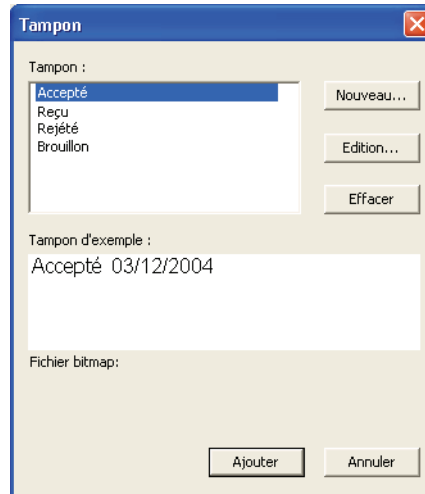 Tampon
Tampon :
Accepté
Reçu
Rejété
Brouillon
Nouveau...
Edition...
Effacer
Tampon d'exemple :
Accepté 03/12/2004
Fichier bitmap:
Ajouter
Annuler